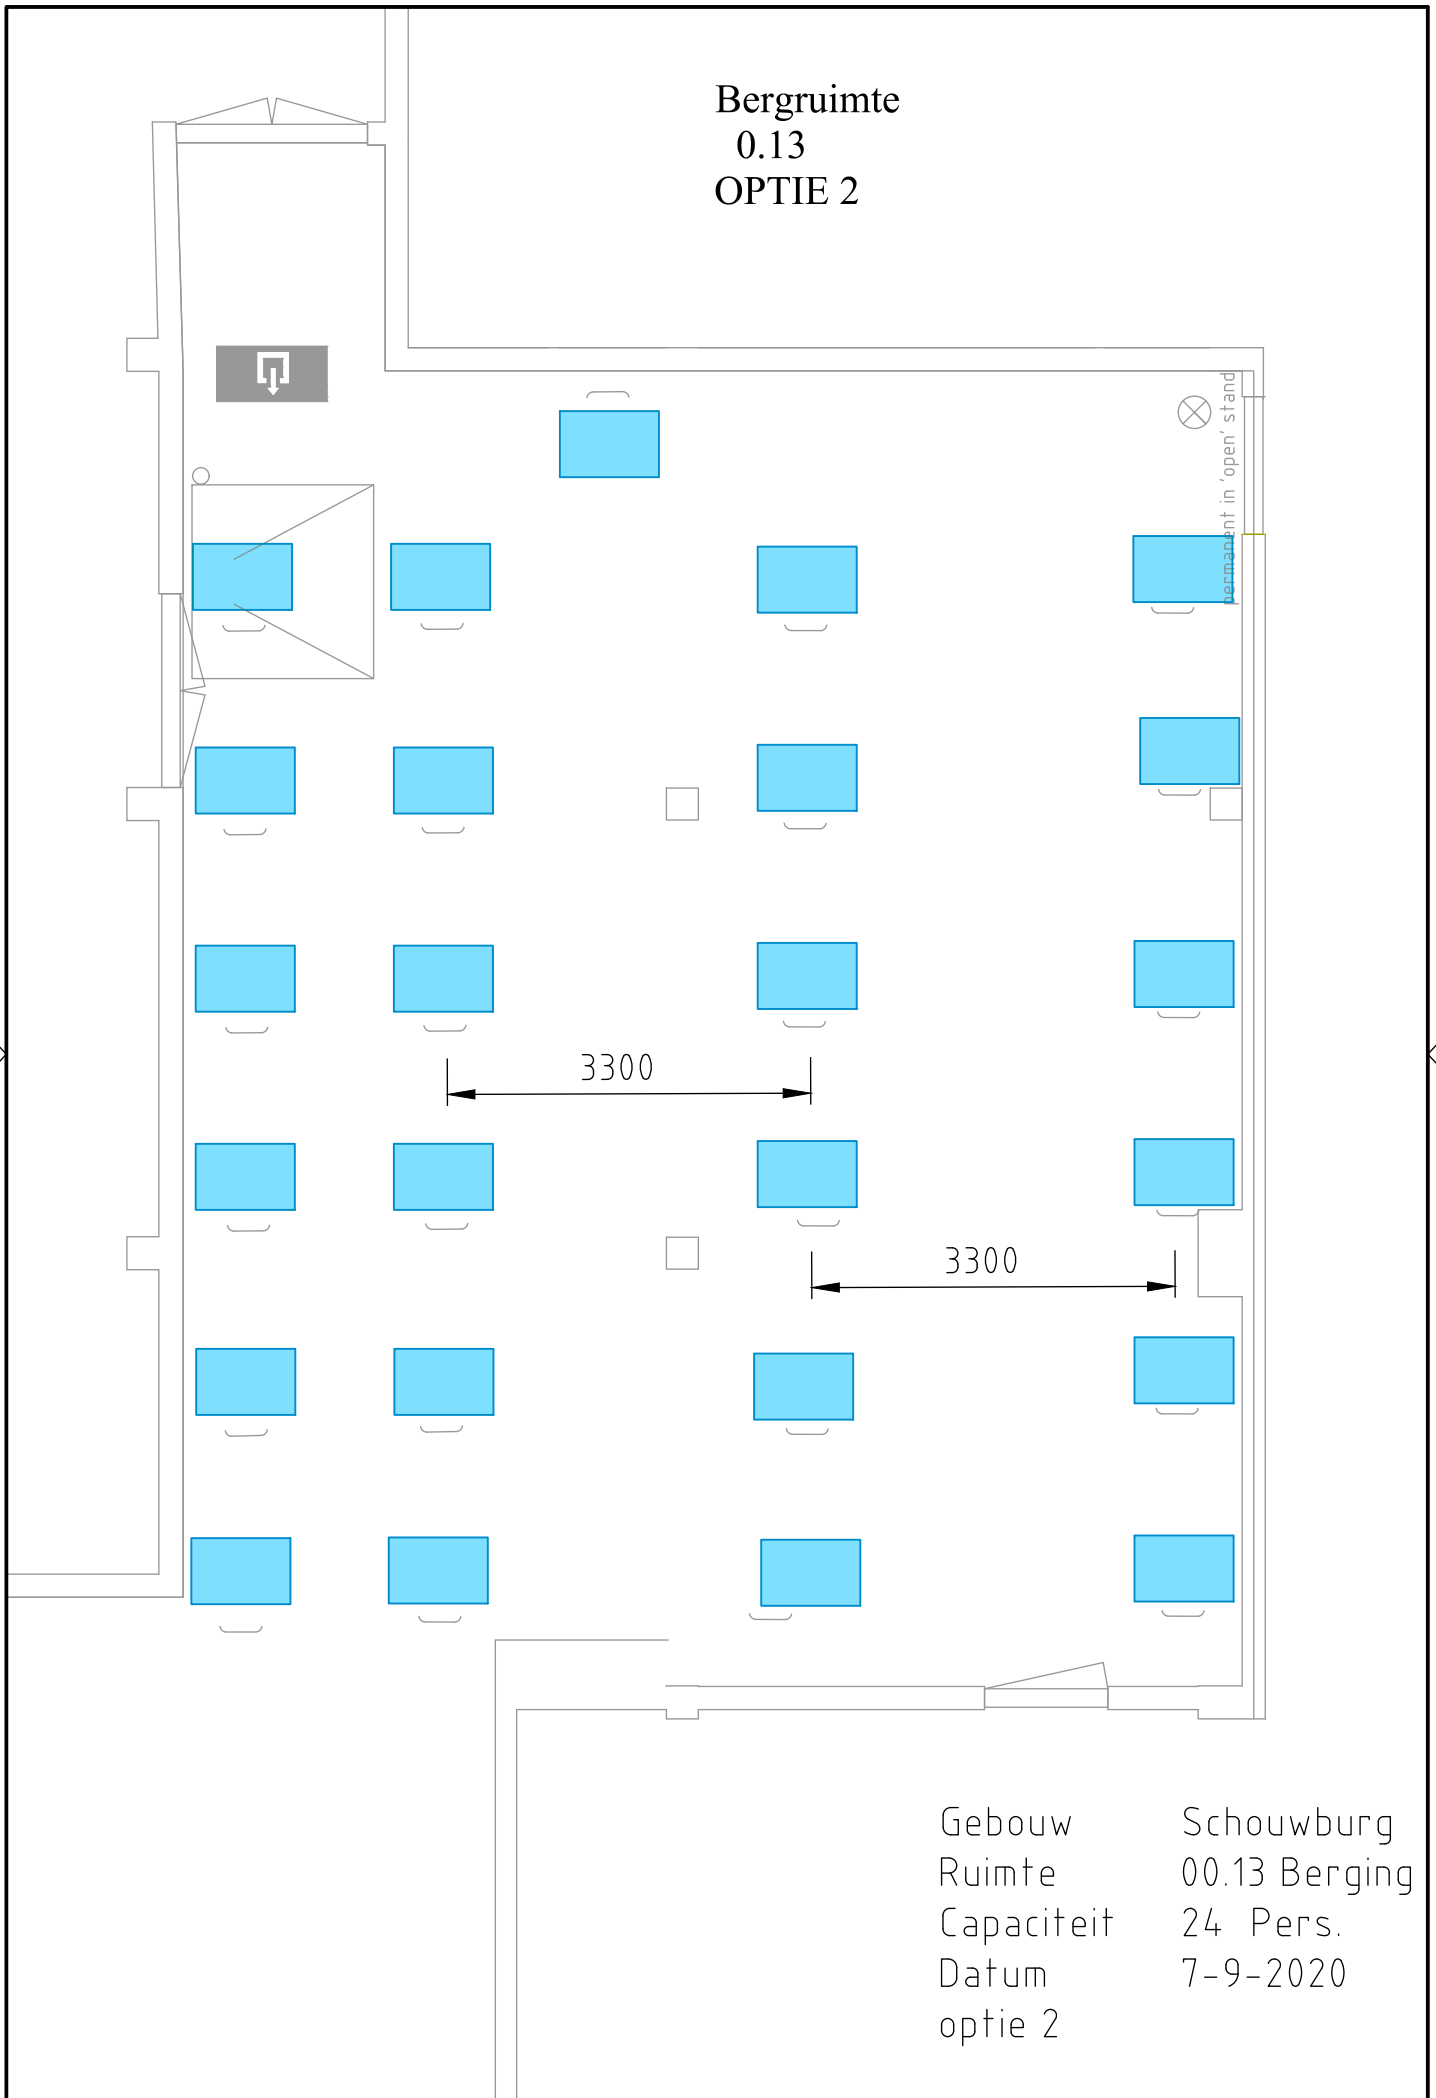 Bergruimte
0.13
OPTIE 2
permanent in 'open' stand
3300
3300
Gebouw Schouwburg
Ruimte 00.13 Berging
Capaciteit 24 Pers.
Datum 7-9-2020
optie 2